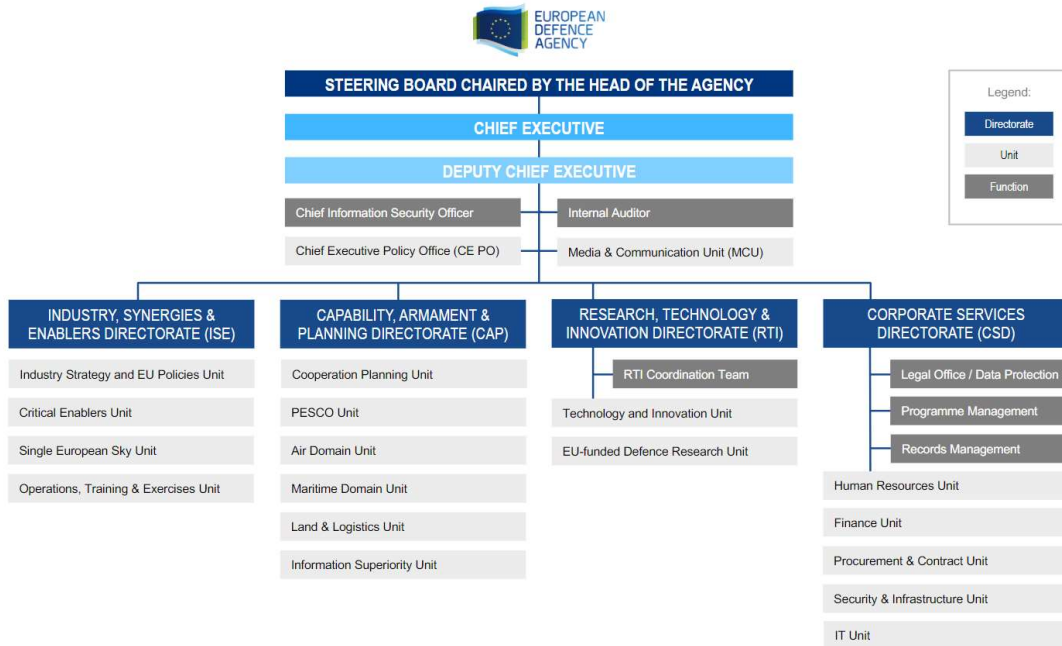 EUROPEAN
DEFENCE
AGENCY
STEERING BOARD CHAIRED BY THE HEAD OF THE AGENCY
CHIEF EXECUTIVE
DEPUTY CHIEF EXECUTIVE
Chief Information Security Officer
Internal Auditor
Chief Executive Policy Office (CE PO)
Media & Communication Unit (MCU)
Legend:
Directorate
Unit
Function
INDUSTRY, SYNERGIES &
ENABLERS DIRECTORATE (ISE)
Industry Strategy and EU Policies Unit
Critical Enablers Unit
Single European Sky Unit
Operations, Training & Exercises Unit
CAPABILITY, ARMAMENT &
PLANNING DIRECTORATE (CAP)
Cooperation Planning Unit
PESCO Unit
Air Domain Unit
Maritime Domain Unit
Land & Logistics Unit
Information Superiority Unit
RESEARCH, TECHNOLOGY &
INNOVATION DIRECTORATE (RTI)
RTI Coordination Team
Technology and Innovation Unit
EU-funded Defence Research Unit
CORPORATE SERVICES
DIRECTORATE (CSD)
Legal Office / Data Protection
Programme Management
Records Management
Human Resources Unit
Finance Unit
Procurement & Contract Unit
Security & Infrastructure Unit
IT Unit